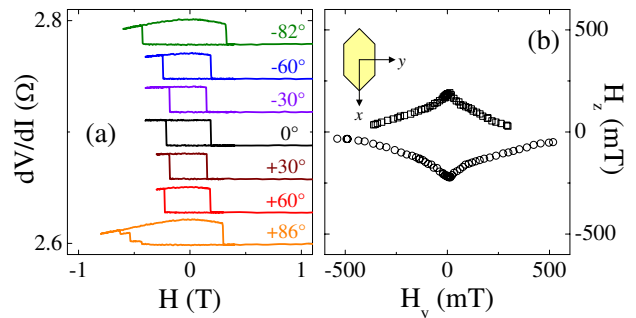 2.8
2.6
dV/dI (Ω)
(a)
-82°
-60°
-30°
0°
+30°
+60°
+86°
-1
0
1
H (T)
(b)
y
x
-500
0
500
H_y (mT)
500
0
-500
H_z (mT)